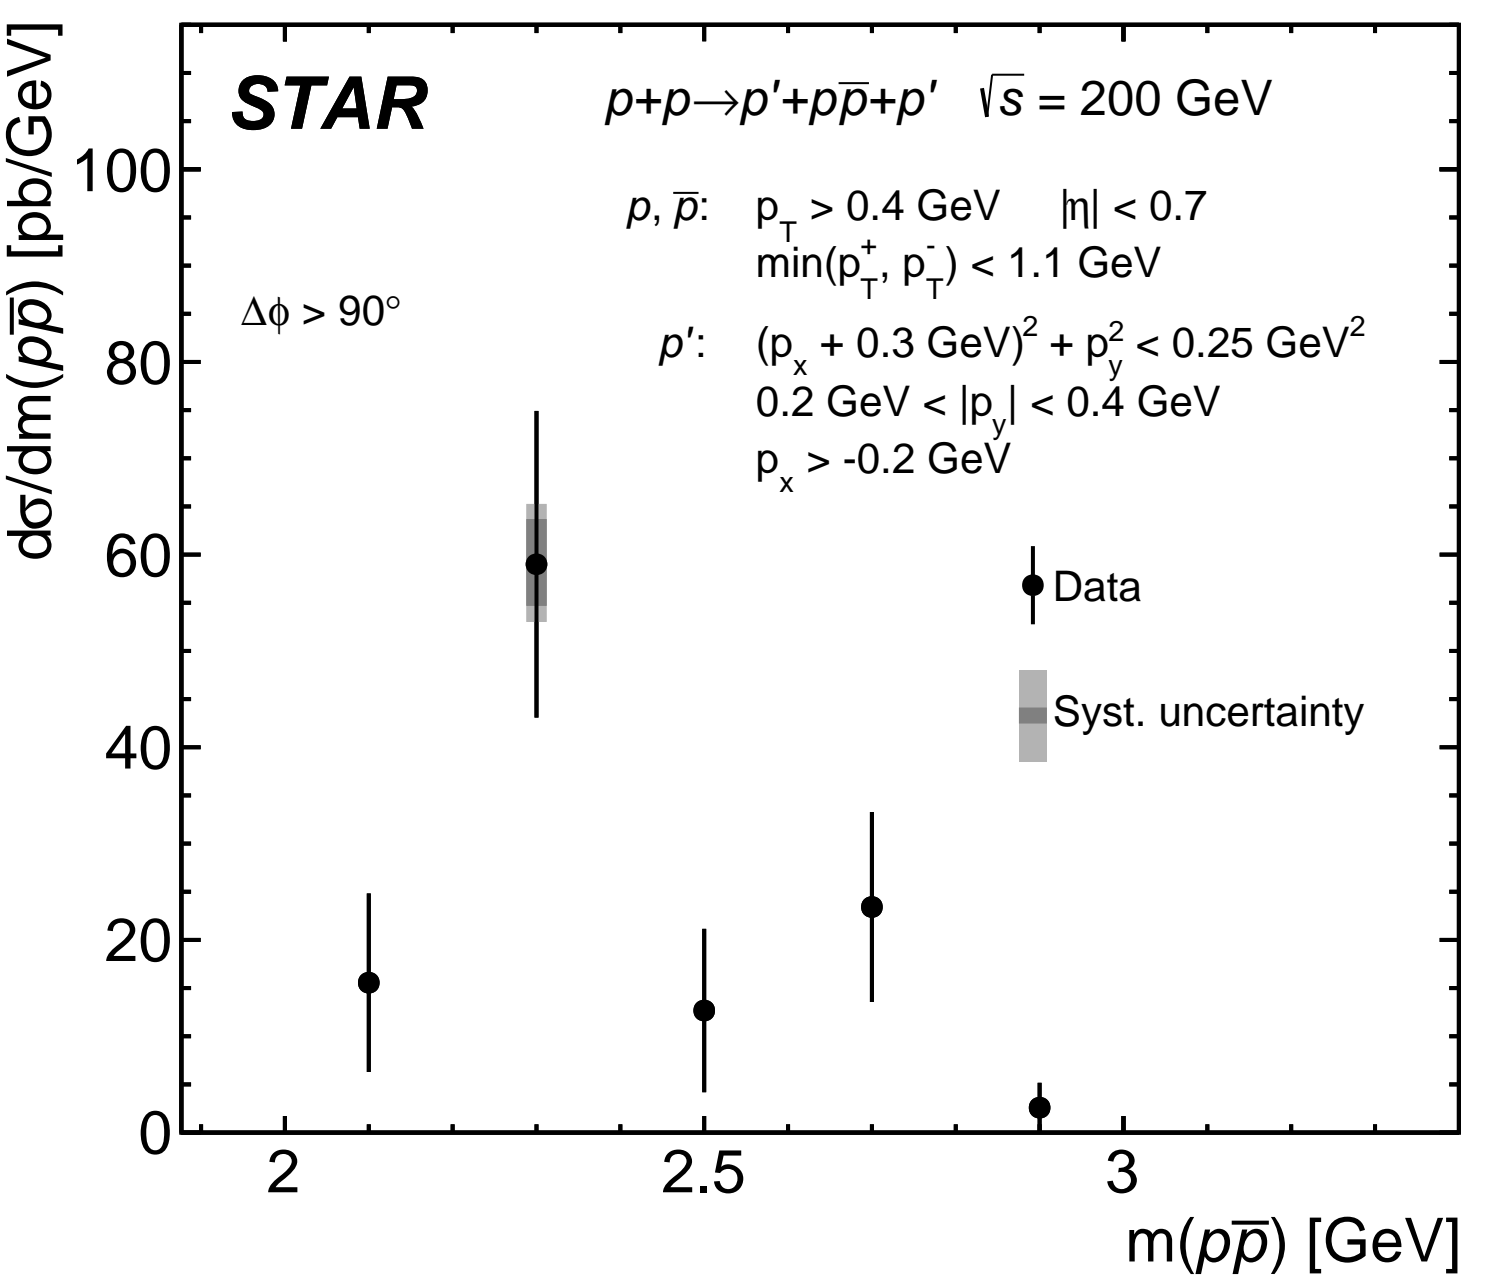 dσ/dm(pp̅) [pb/GeV]
STAR
p+p→p′+pp̅+p′ √s = 200 GeV
p, p̅: p_T > 0.4 GeV |η| < 0.7
min(p_T^+, p_T^-) < 1.1 GeV
Δϕ > 90°
p′: (p_x + 0.3 GeV)^2 + p_y^2 < 0.25 GeV^2
0.2 GeV < |p_y| < 0.4 GeV
p_x > -0.2 GeV
Data
Syst. uncertainty
100
80
60
40
20
0
2 2.5 3
m(pp̅) [GeV]